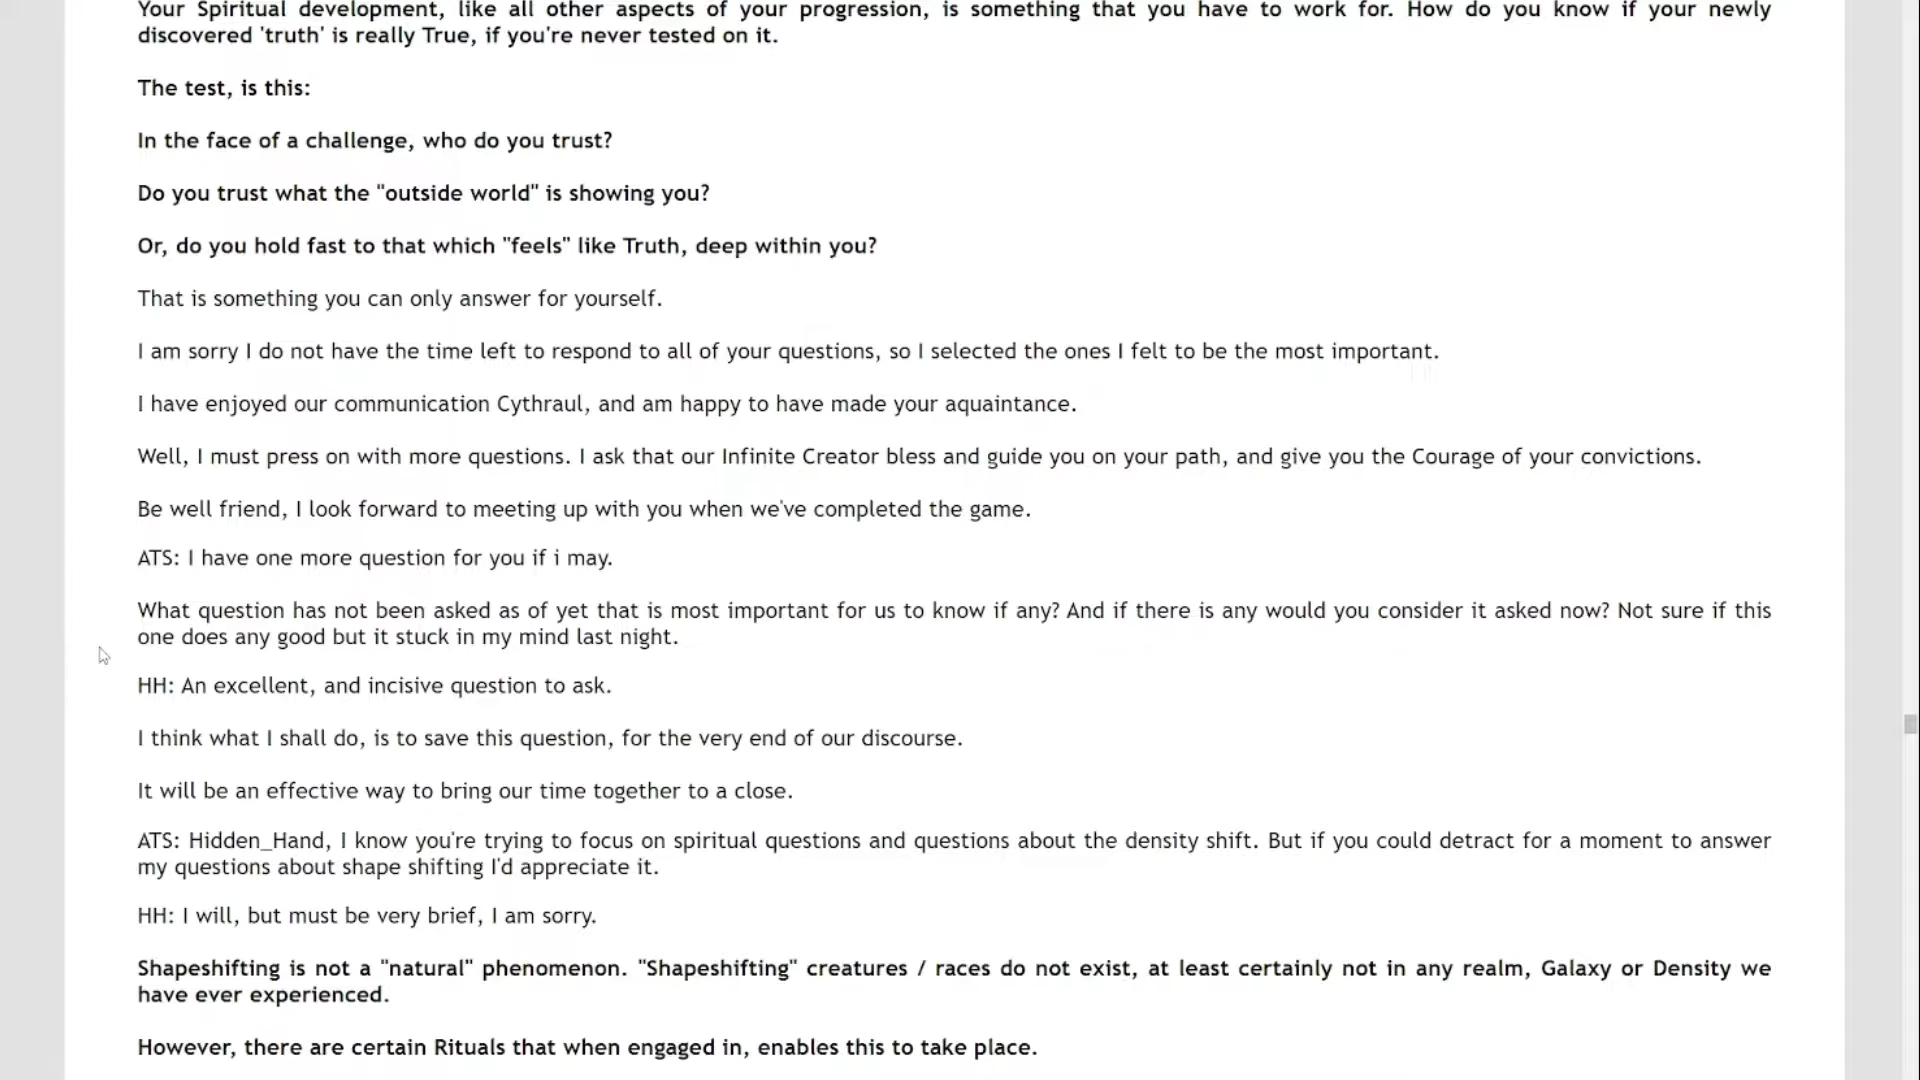 Your Spiritual development, like all other aspects of your progression, is something that you have to work for. How do you know if your newly
discovered 'truth' is really True, if you're never tested on it.
The test, is this:
In the face of a challenge, who do you trust?
Do you trust what the "outside world" is showing you?
Or, do you hold fast to that which "feels" like Truth, deep within you?
That is something you can only answer for yourself.
I am sorry I do not have the time left to respond to all of your questions, so I selected the ones I felt to be the most important.
I have enjoyed our communication Cythraul, and am happy to have made your aquaintance.
Well, I must press on with more questions. I ask that our Infinite Creator bless and guide you on your path, and give you the Courage of your convictions.
Be well friend, I look forward to meeting up with you when we've completed the game.
ATS: I have one more question for you if i may.
What question has not been asked as of yet that is most important for us to know if any? And if there is any would you consider it asked now? Not sure if this
one does any good but it stuck in my mind last night.
HH: An excellent, and incisive question to ask.
I think what I shall do, is to save this question, for the very end of our discourse.
It will be an effective way to bring our time together to a close.
ATS: Hidden_Hand, I know you're trying to focus on spiritual questions and questions about the density shift. But if you could detract for a moment to answer
my questions about shape shifting I'd appreciate it.
HH: I will, but must be very brief, I am sorry.
Shapeshifting is not a "natural" phenomenon. "Shapeshifting" creatures / races do not exist, at least certainly not in any realm, Galaxy or Density we
have ever experienced.
However, there are certain Rituals that when engaged in, enables this to take place.